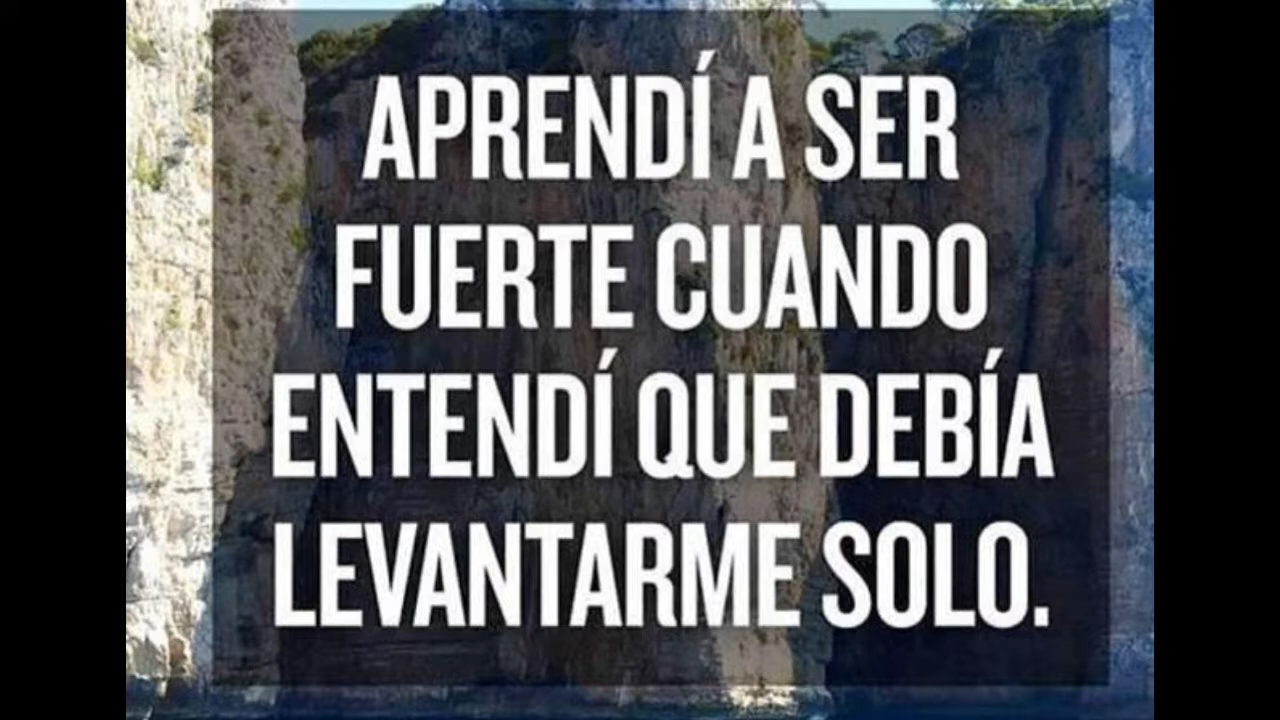 APRENDÍ A SER
FUERTE CUANDO
ENTENDÍ QUE DEBÍA
LEVANTARME SOLO.